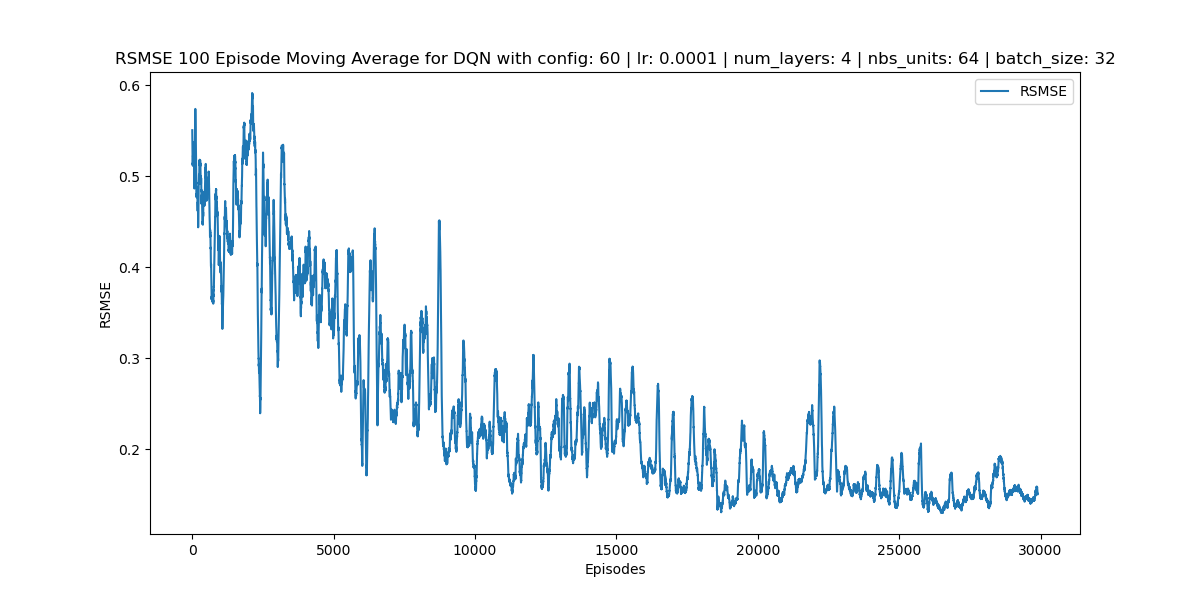 RSMSE 100 Episode Moving Average for DQN with config: 60 | lr: 0.0001 | num_layers: 4 | nbs_units: 64 | batch_size: 32
RSMSE
0.6
0.5
0.4
0.3
0.2
RSMSE
0 5000 10000 15000 20000 25000 30000
Episodes